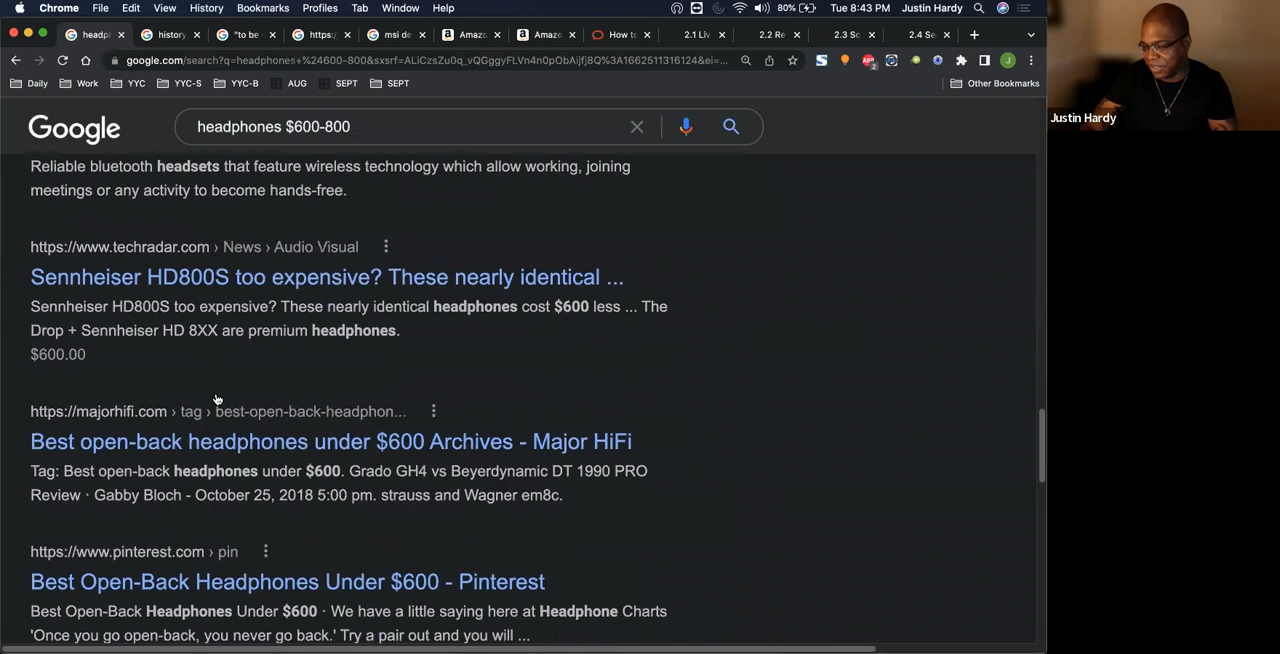 Chrome File Edit View History Bookmarks Profiles Tab Window Help 80% Tue 8:43 PM Justin Hardy
headpl history "to be https:/ msi de Amazo Amazo How to 2.1 Liv 2.2 Re 2.3 Sc 2.4 Se
google.com/search?q=headphones+%24600-800&sxsrf=ALiCzsZu0q_vQGggyFLVn4n0pObAijfj8Q%3A1662511316124&ei=...
Daily Work YYC YYC-S YYC-B AUG SEPT SEPT Other Bookmarks
Google
headphones $600-800
Reliable bluetooth headsets that feature wireless technology which allow working, joining
meetings or any activity to become hands-free.
https://www.techradar.com › News › Audio Visual
Sennheiser HD800S too expensive? These nearly identical ...
Sennheiser HD800S too expensive? These nearly identical headphones cost $600 less ... The
Drop + Sennheiser HD 8XX are premium headphones.
$600.00
https://majorhifi.com › tag › best-open-back-headphon...
Best open-back headphones under $600 Archives - Major HiFi
Tag: Best open-back headphones under $600. Grado GH4 vs Beyerdynamic DT 1990 PRO
Review · Gabby Bloch - October 25, 2018 5:00 pm. strauss and Wagner em8c.
https://www.pinterest.com › pin
Best Open-Back Headphones Under $600 - Pinterest
Best Open-Back Headphones Under $600 · We have a little saying here at Headphone Charts
'Once you go open-back, you never go back.' Try a pair out and you will ...
Justin Hardy